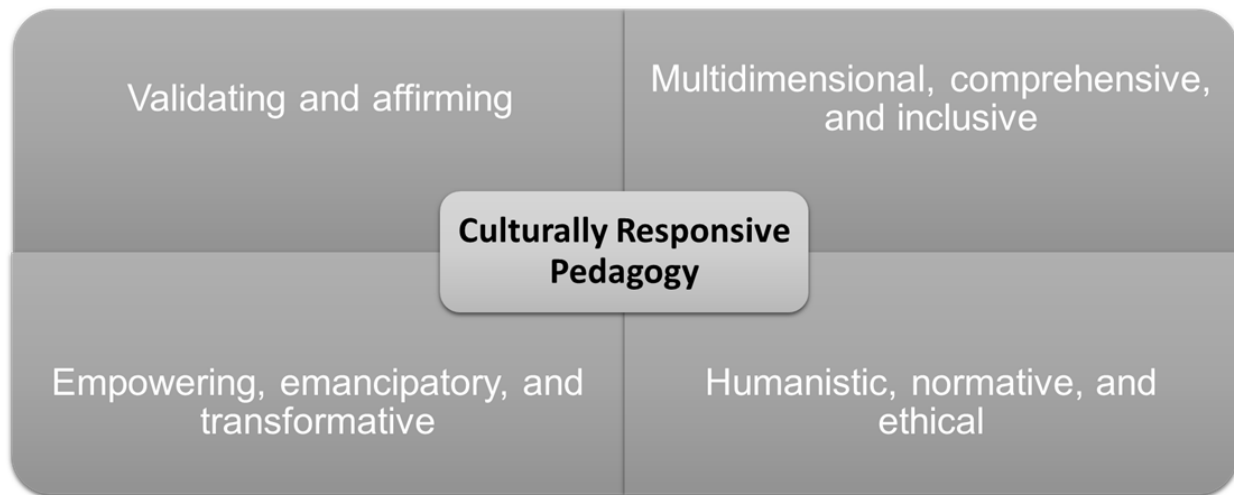 Validating and affirming
Multidimensional, comprehensive,
and inclusive
Culturally Responsive
Pedagogy
Empowering, emancipatory, and
transformative
Humanistic, normative, and
ethical